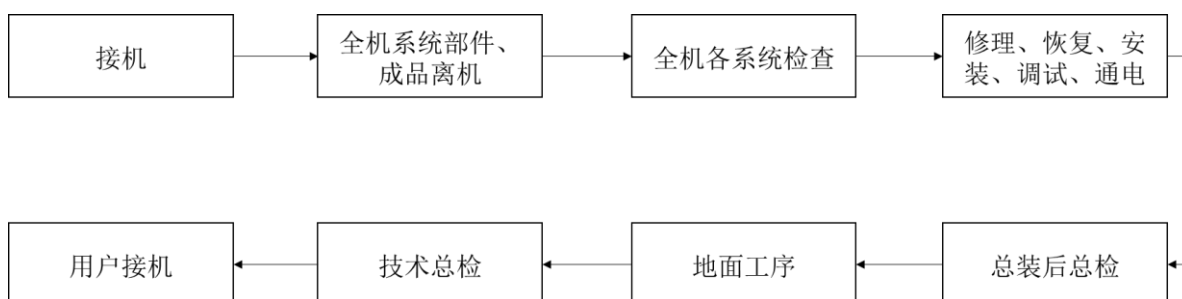 接机
全机系统部件、
成品离机
全机各系统检查
修理、恢复、安
装、调试、通电
总装后总检
地面工序
技术总检
用户接机